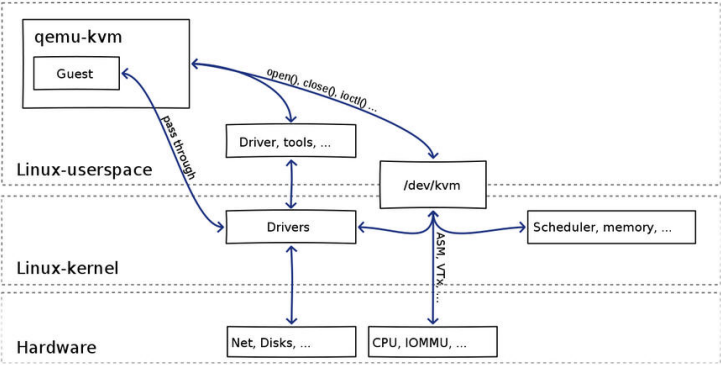 qemu-kvm
Guest
open(), close(), ioctl() ...
pass through
Driver, tools, ...
Linux-userspace
/dev/kvm
Drivers
Scheduler, memory, ...
ASM, VTx, ...
Linux-kernel
Net, Disks, ...
CPU, IOMMU, ...
Hardware